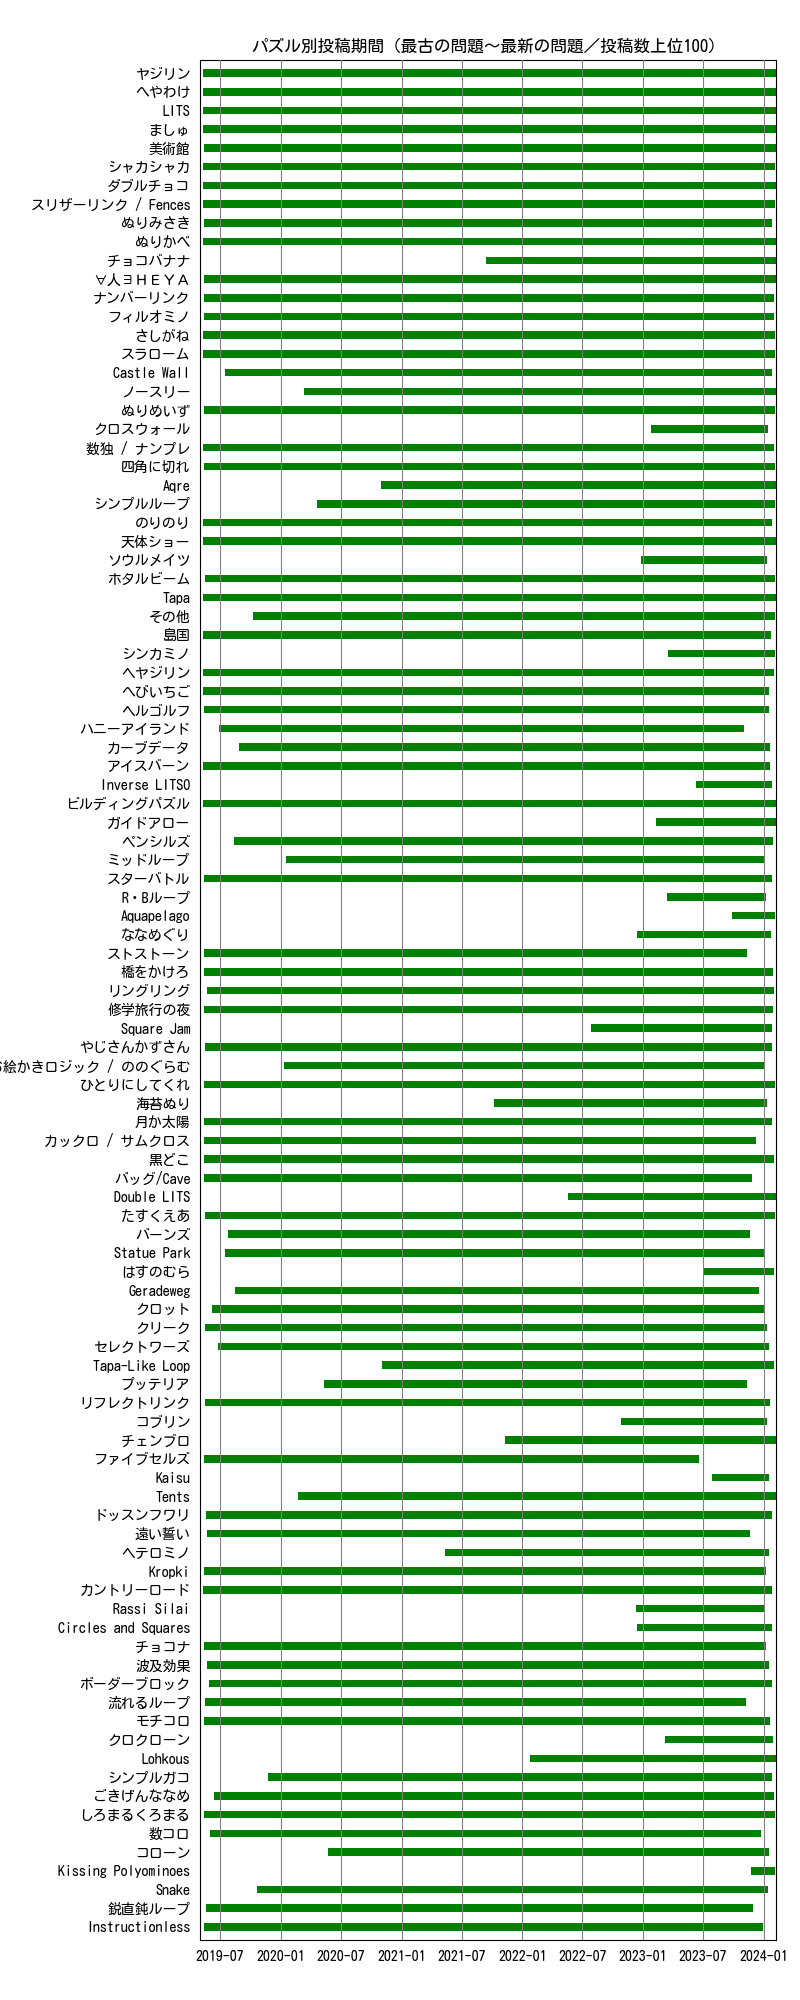 パズル別投稿期間（最古の問題〜最新の問題／投稿数上位100）
ヤジリン
へやわけ
LITS
ましゅ
美術館
シャカシャカ
ダブルチョコ
スリザーリンク / Fences
ぬりみさき
ぬりかべ
チョコバナナ
∀人∃ＨＥＹＡ
ナンバーリンク
フィルオミノ
さしがね
スラローム
Castle Wall
ノースリー
ぬりめいず
クロスウォール
数独 / ナンプレ
四角に切れ
Aqre
シンプルループ
のりのり
天体ショー
ソウルメイツ
ホタルビーム
Tapa
その他
島国
シンカミノ
ヘヤジリン
へびいちご
ヘルゴルフ
ハニーアイランド
カーブデータ
アイスバーン
Inverse LITSO
ビルディングパズル
ガイドアロー
ペンシルズ
ミッドループ
スターバトル
R・Bループ
Aquapelago
ななめぐり
ストストーン
橋をかけろ
リングリング
修学旅行の夜
Square Jam
やじさんかずさん
絵かきロジック / ののぐらむ
ひとりにしてくれ
海苔ぬり
月か太陽
カックロ / サムクロス
黒どこ
バッグ/Cave
Double LITS
たすくえあ
バーンズ
Statue Park
はすのむら
Geradeweg
クロット
クリーク
セレクトワーズ
Tapa-Like Loop
プッテリア
リフレクトリンク
コブリン
チェンブロ
ファイブセルズ
Kaisu
Tents
ドッスンフワリ
遠い誓い
ヘテロミノ
Kropki
カントリーロード
Rassi Silai
Circles and Squares
チョコナ
波及効果
ボーダーブロック
流れるループ
モチコロ
クロクローン
Lohkous
シンプルガコ
ごきげんななめ
しろまるくろまる
数コロ
コローン
Kissing Polyominoes
Snake
鋭直鈍ループ
Instructionless
2019-07 2020-01 2020-07 2021-01 2021-07 2022-01 2022-07 2023-01 2023-07 2024-01